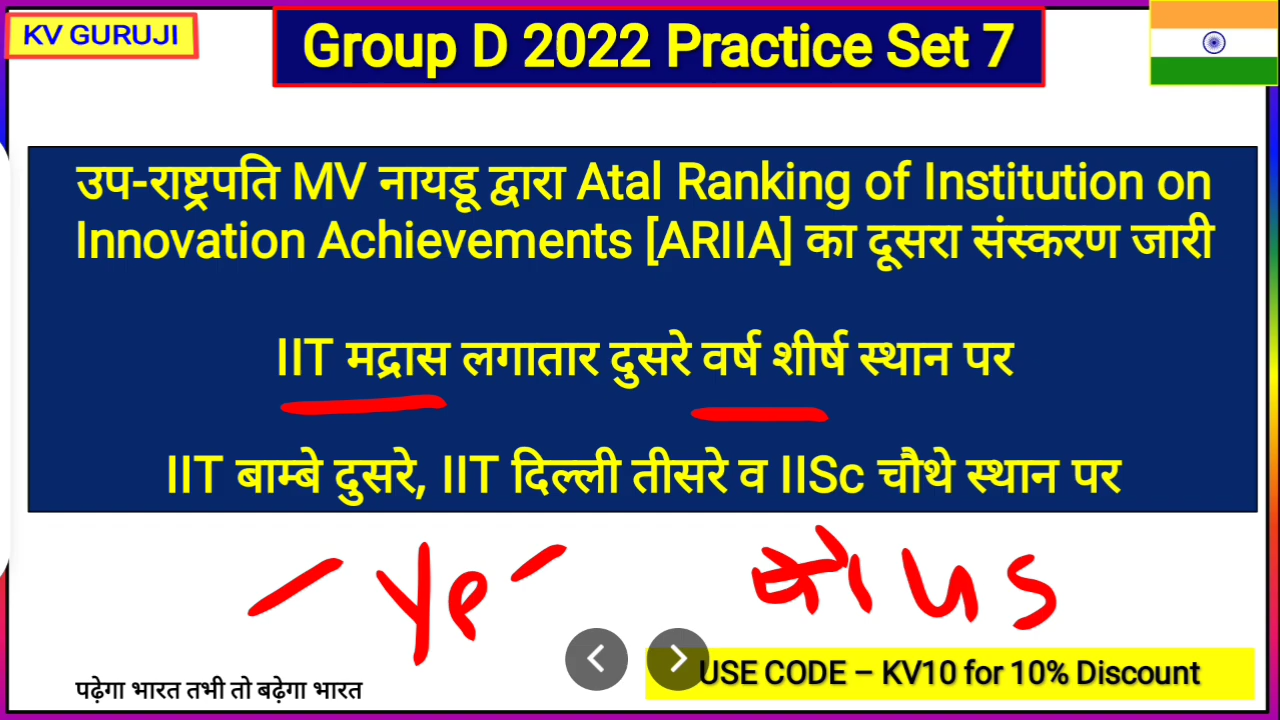 KV GURUJI
Group D 2022 Practice Set 7
उप-राष्ट्रपति MV नायडू द्वारा Atal Ranking of Institution on
Innovation Achievements [ARIIA] का दूसरा संस्करण जारी
IIT मद्रास लगातार दुसरे वर्ष शीर्ष स्थान पर
IIT बाम्बे दुसरे, IIT दिल्ली तीसरे व IISc चौथे स्थान पर
USE CODE – KV10 for 10% Discount
पढ़ेगा भारत तभी तो बढ़ेगा भारत